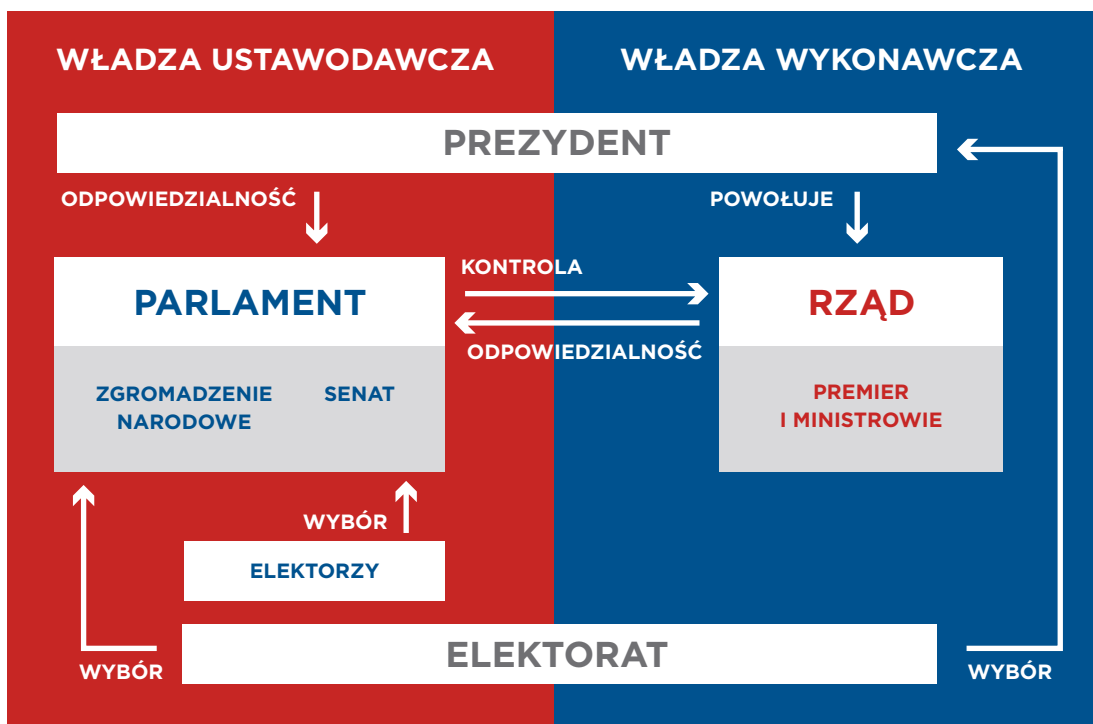 WŁADZA USTAWODAWCZA
WŁADZA WYKONAWCZA
PREZYDENT
ODPOWIEDZIALNOŚĆ
POWOŁUJE
KONTROLA
PARLAMENT
RZĄD
ODPOWIEDZIALNOŚĆ
ZGROMADZENIE
NARODOWE
SENAT
PREMIER
I MINISTROWIE
WYBÓR
ELEKTORZY
ELEKTORAT
WYBÓR
WYBÓR